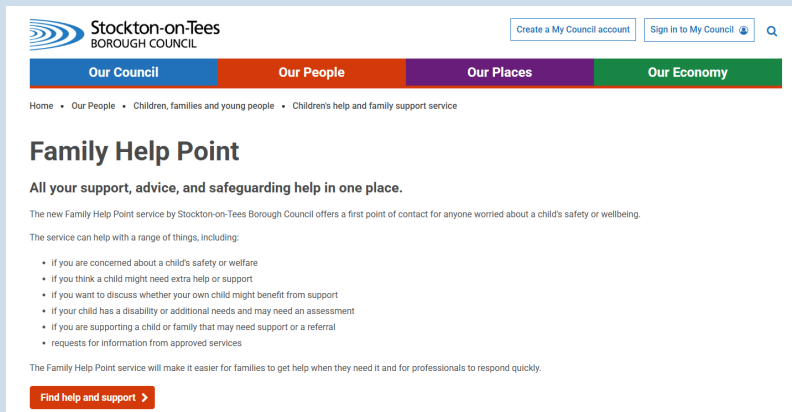 Stockton-on-Tees
BOROUGH COUNCIL
Create a My Council account
Sign in to My Council
Our Council
Our People
Our Places
Our Economy
Home • Our People • Children, families and young people • Children's help and family support service
Family Help Point
All your support, advice, and safeguarding help in one place.
The new Family Help Point service by Stockton-on-Tees Borough Council offers a first point of contact for anyone worried about a child's safety or wellbeing.
The service can help with a range of things, including:
• if you are concerned about a child's safety or welfare
• if you think a child might need extra help or support
• if you want to discuss whether your own child might benefit from support
• if your child has a disability or additional needs and may need an assessment
• if you are supporting a child or family that may need support or a referral
• requests for information from approved services
The Family Help Point service will make it easier for families to get help when they need it and for professionals to respond quickly.
Find help and support